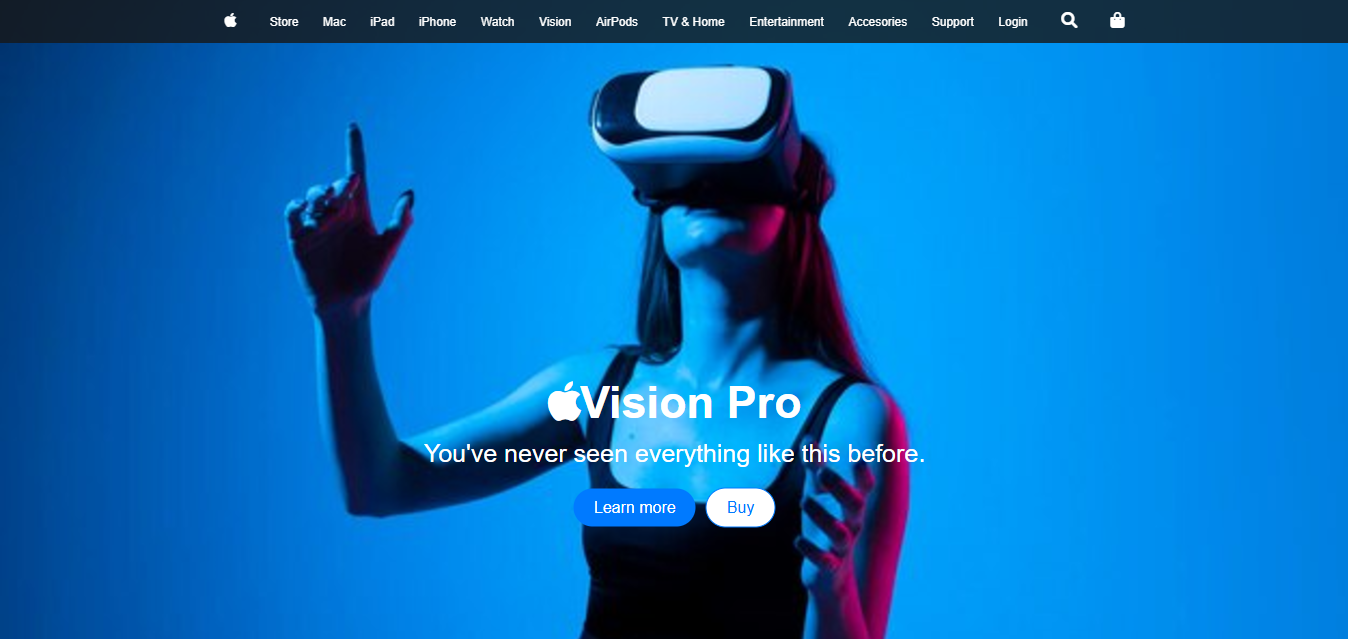 Store Mac iPad iPhone Watch Vision AirPods TV & Home Entertainment Accesories Support Login
Vision Pro
You've never seen everything like this before.
Learn more Buy